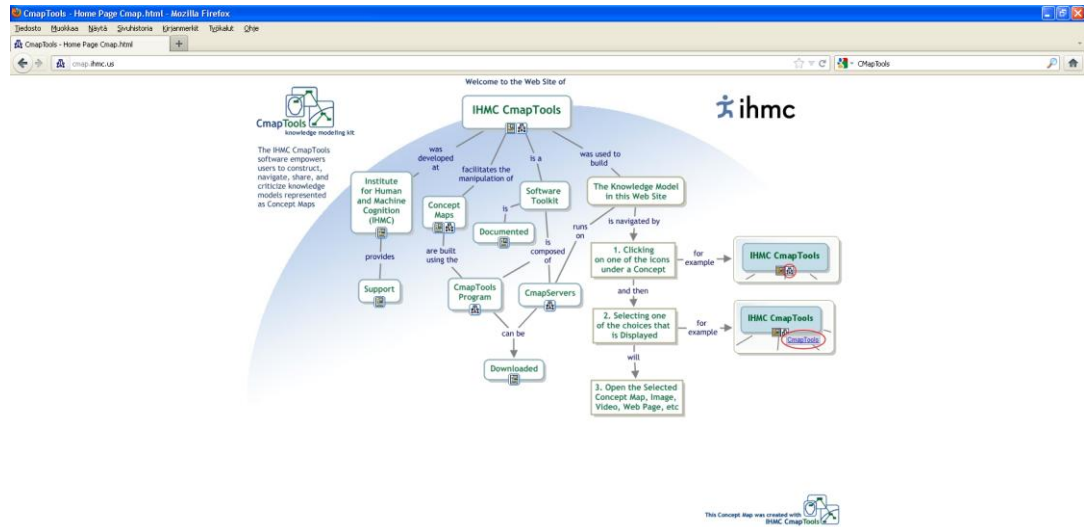 CmapTools - Home Page Cmap.html - Mozilla Firefox
Tiedosto Muokkaa Näytä Sivuhistoria Kirjanmerkit Työkalut Ohje
CmapTools - Home Page Cmap.html
cmap.ihmc.us
CMapTools
Welcome to the Web Site of
IHMC CmapTools
CmapTools
knowledge modeling kit
ihmc
The IHMC CmapTools
software empowers
users to construct,
navigate, share, and
criticize knowledge
models represented
as Concept Maps
was
developed
at
facilitates the
manipulation of
is a
was used to
build
Institute
for Human
and Machine
Cognition
(IHMC)
Concept
Maps
Software
Toolkit
The Knowledge Model
in this Web Site
is
Documented
runs
on
is navigated by
provides
are built
using the
is
composed
of
1. Clicking
on one of the icons
under a Concept
for
example
IHMC CmapTools
Support
CmapTools
Program
CmapServers
and then
2. Selecting one
of the choices that
is Displayed
for
example
IHMC CmapTools
CmapTools
can be
Downloaded
will
3. Open the Selected
Concept Map, Image,
Video, Web Page, etc
This Concept Map was created with
IHMC CmapTools